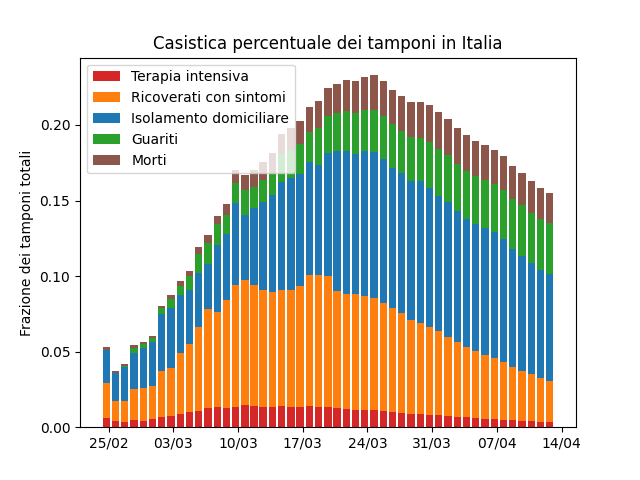 Casistica percentuale dei tamponi in Italia
Terapia intensiva
Ricoverati con sintomi
Isolamento domiciliare
Guariti
Morti
Frazione dei tamponi totali
0.20
0.15
0.10
0.05
0.00
25/02 03/03 10/03 17/03 24/03 31/03 07/04 14/04